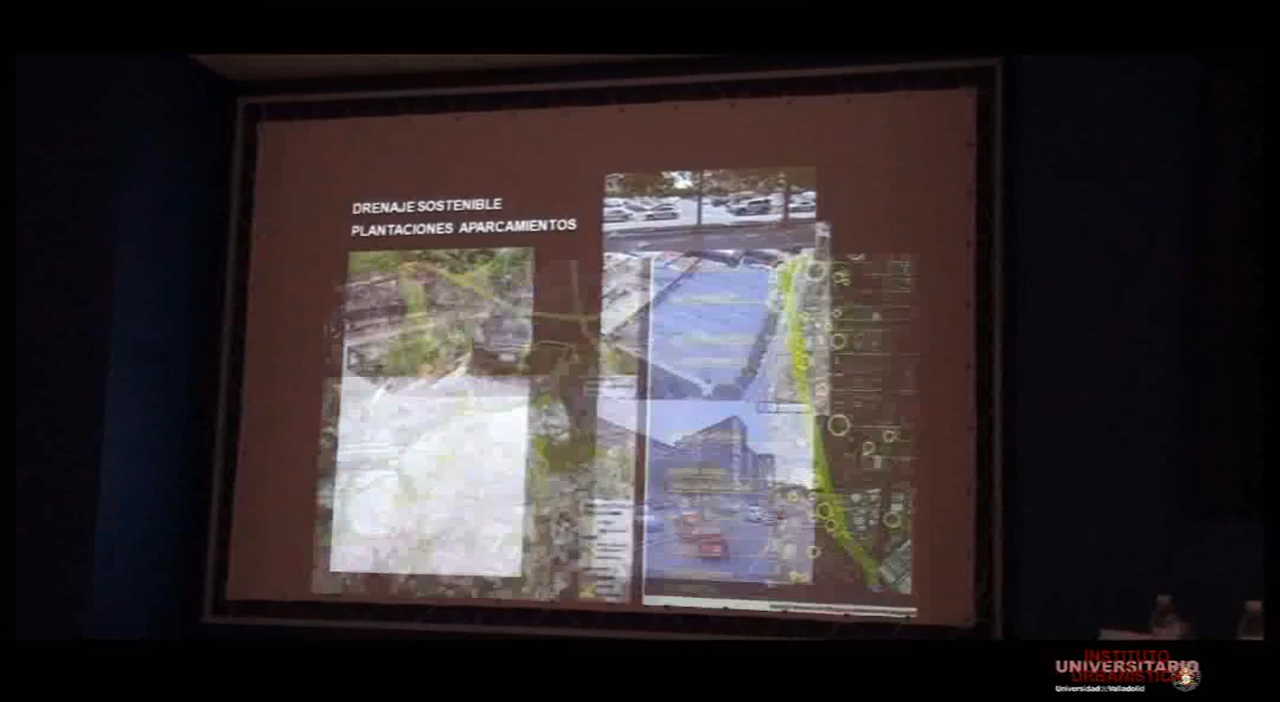 DRENAJE SOSTENIBLE
PLANTACIONES APARCAMIENTOS
INSTITUTO
UNIVERSITARIO
URBANÍSTICA
Universidad de Valladolid